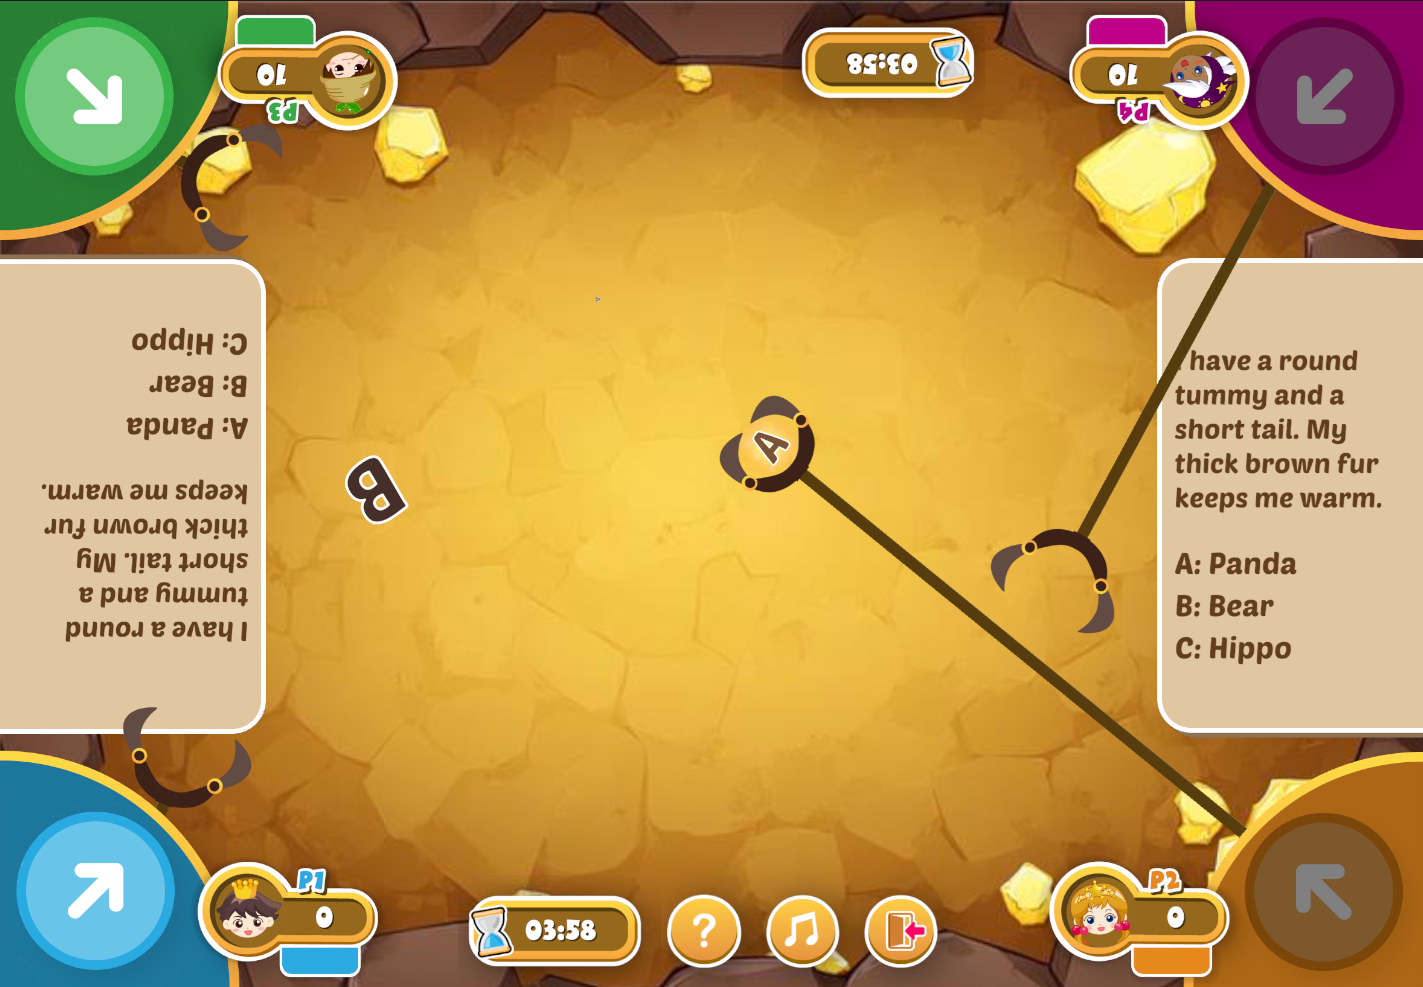 10
P3
03:58
10
P4
I have a round
tummy and a
short tail. My
thick brown fur
keeps me warm.
A: Panda
B: Bear
C: Hippo
B
A
have a round
tummy and a
short tail. My
thick brown fur
keeps me warm.
A: Panda
B: Bear
C: Hippo
P1
0
03:58
?
P2
0